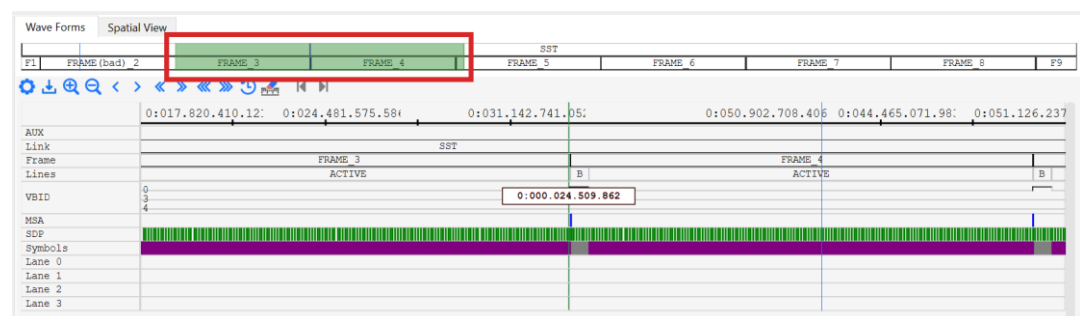 Wave Forms Spatial View
SST
F1 FRAME(bad)_2 FRAME_3 FRAME_4 FRAME_5 FRAME_6 FRAME_7 FRAME_8 F9
0:017.820.410.12 0:024.481.575.58 0:031.142.741.05 0:050.902.708.406 0:044.465.071.98 0:051.126.237
AUX
Link SST
Frame FRAME_3 FRAME_4
Lines ACTIVE B ACTIVE B
VBID 0 3 4 0:000.024.509.862
MSA
SDP
Symbols
Lane 0
Lane 1
Lane 2
Lane 3